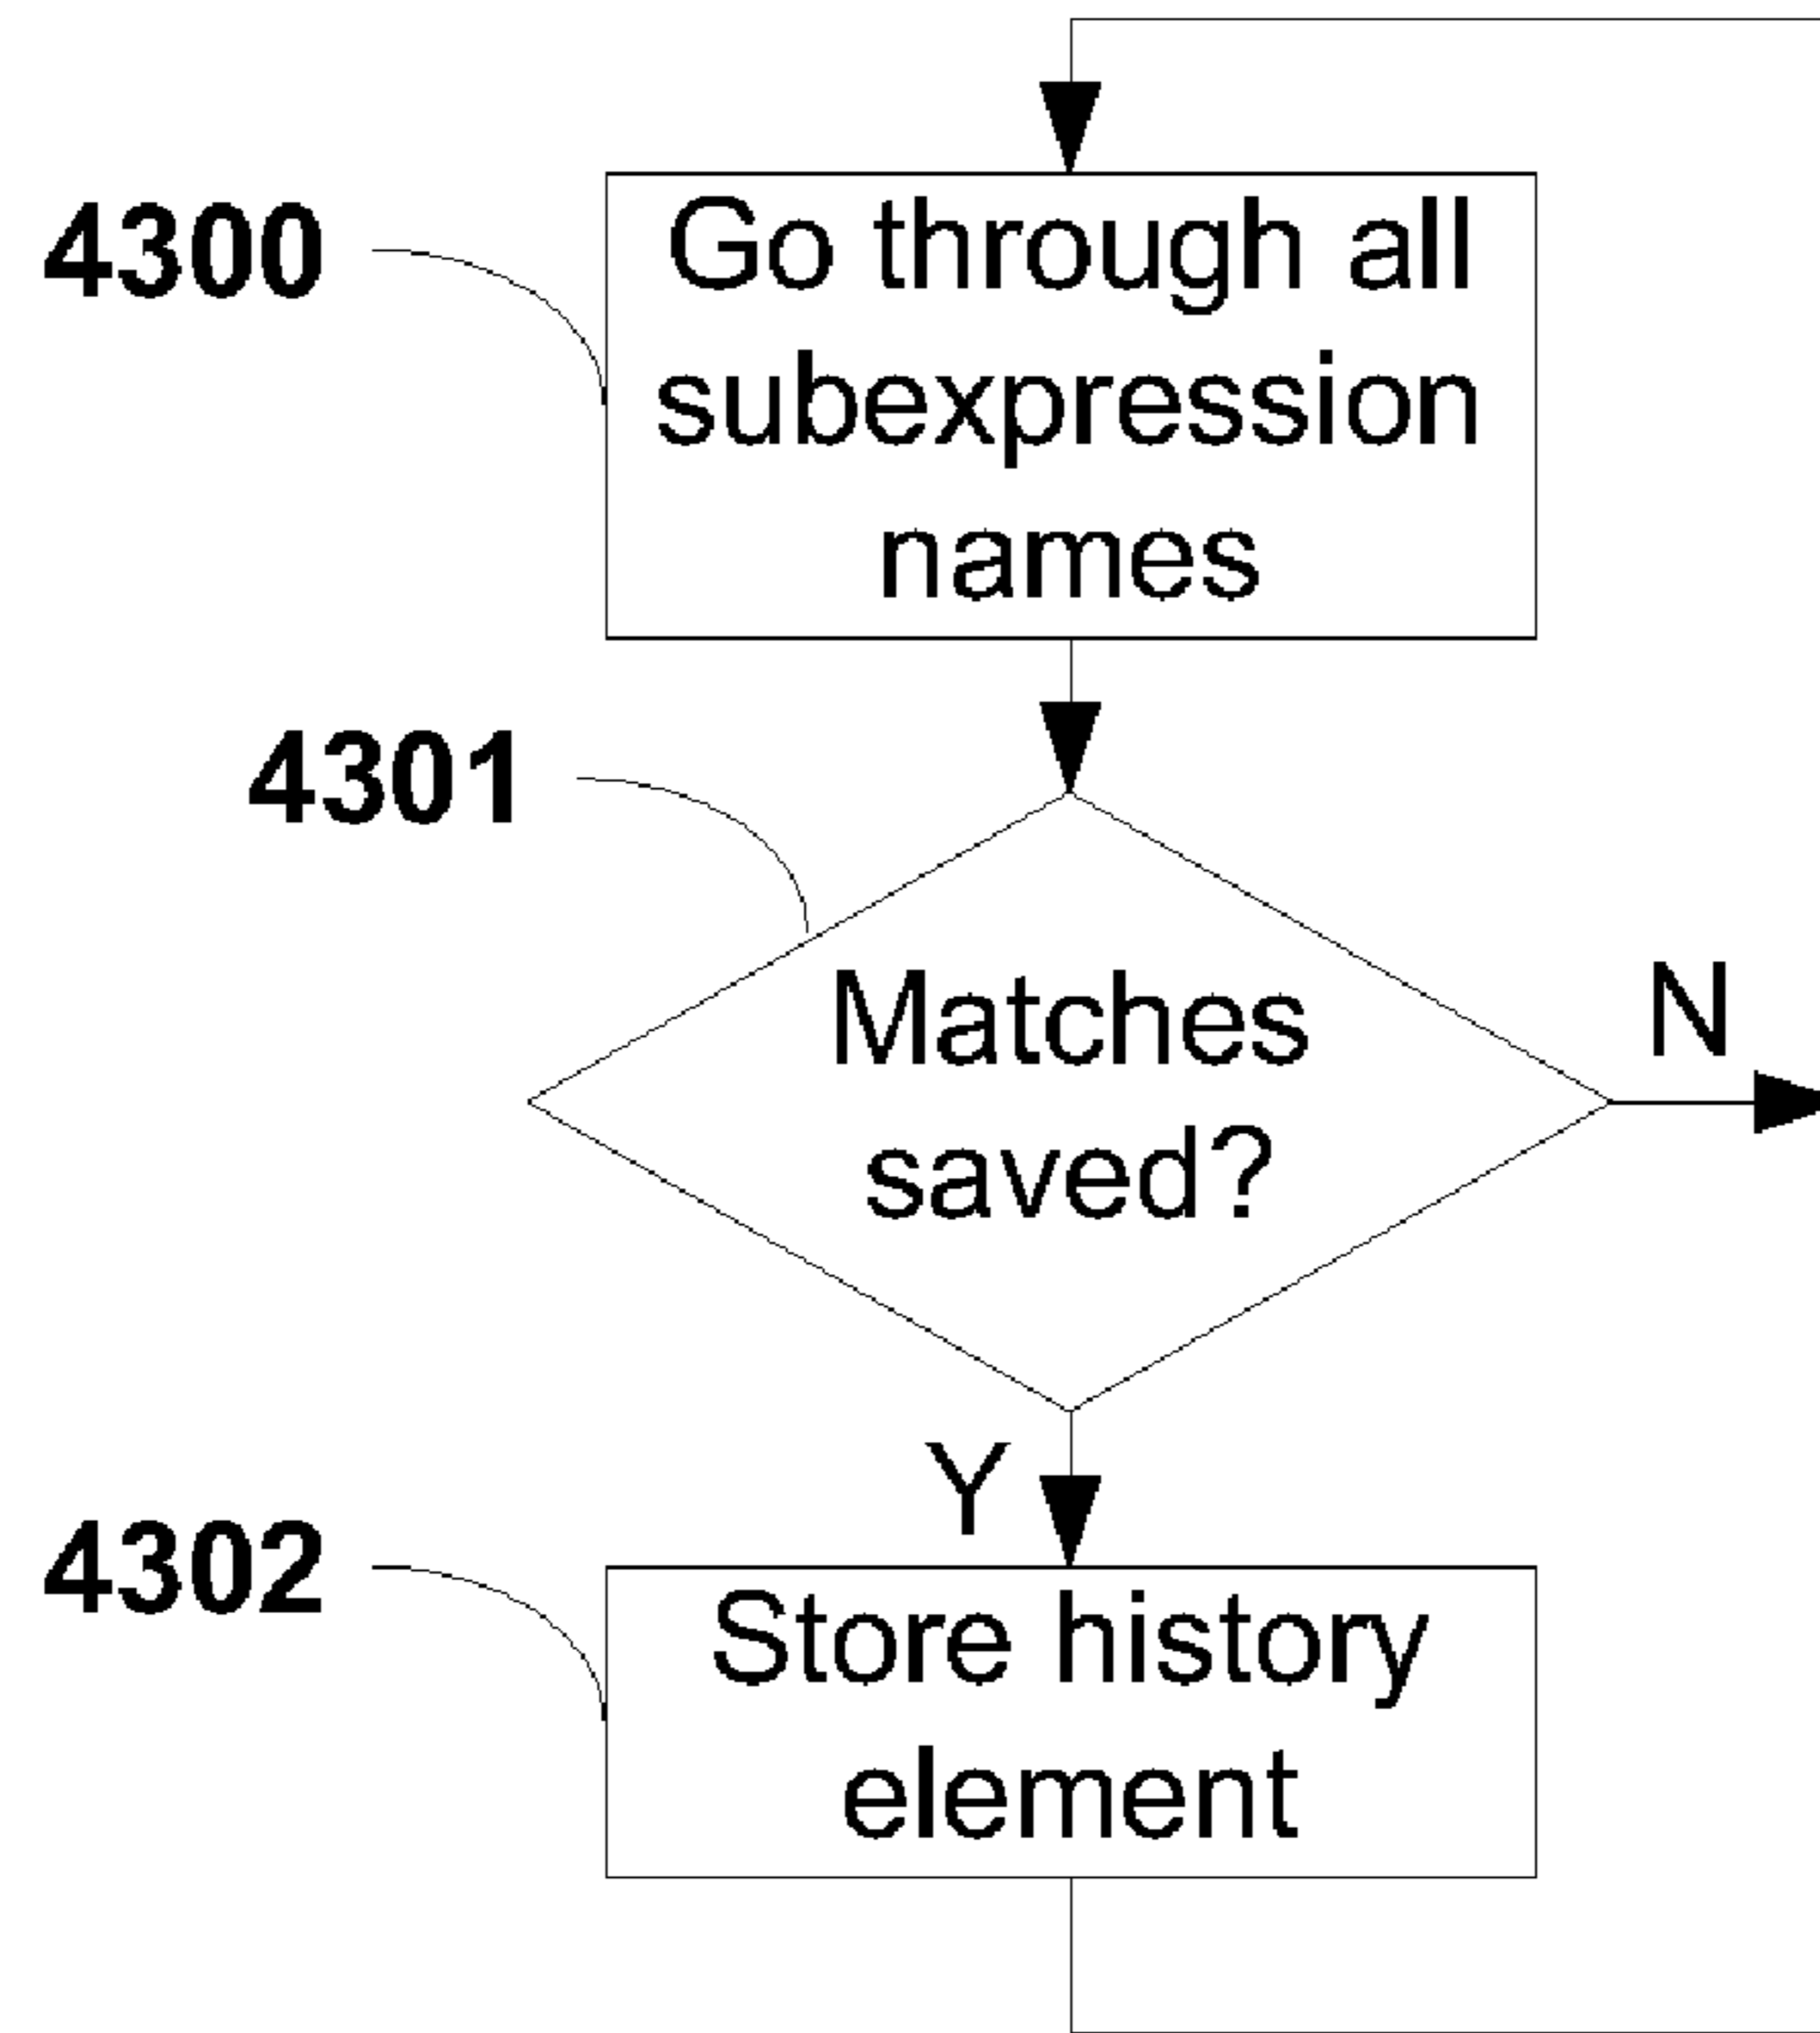 4300
Go through all
subexpression
names
4301
Matches
saved?
N
Y
4302
Store history
element